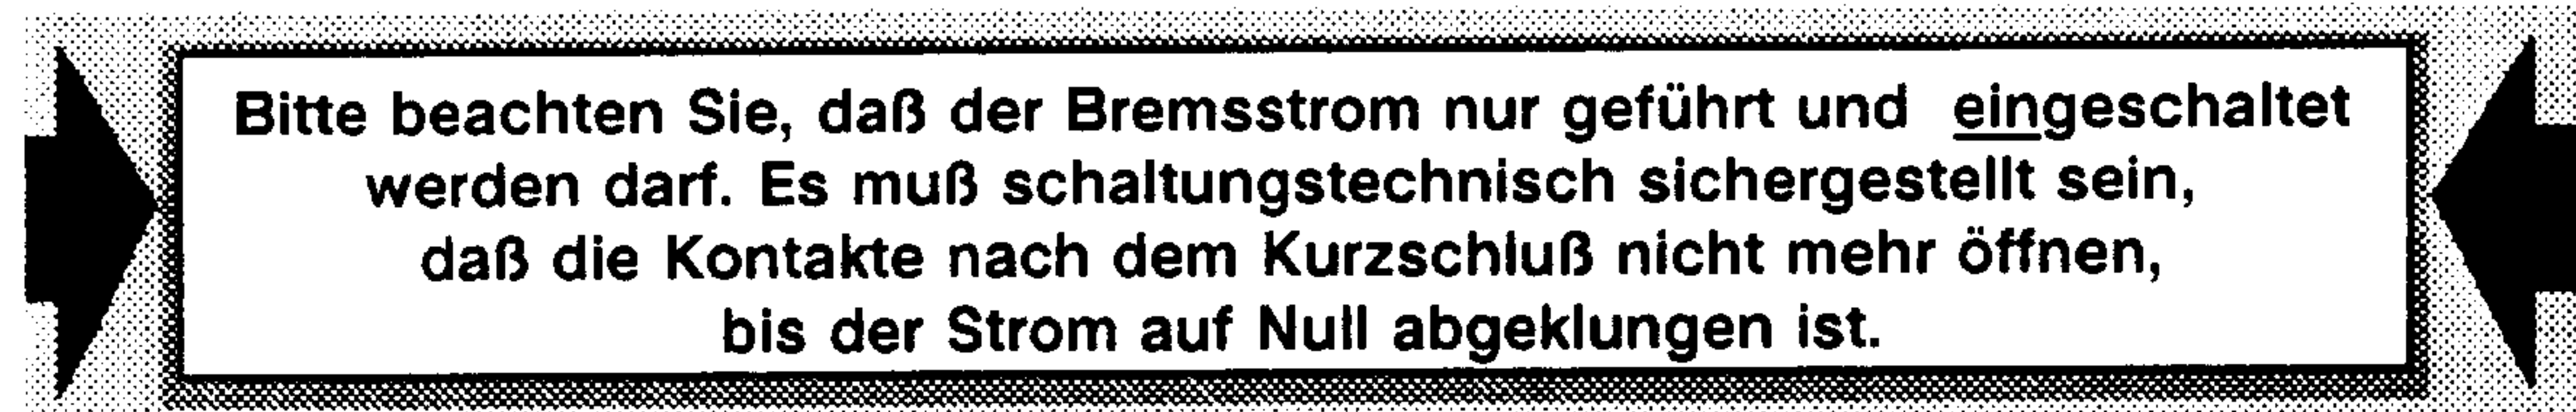 Bitte beachten Sie, daß der Bremsstrom nur geführt und eingeschaltet
werden darf. Es muß schaltungstechnisch sichergestellt sein,
daß die Kontakte nach dem Kurzschluß nicht mehr öffnen,
bis der Strom auf Null abgeklungen ist.